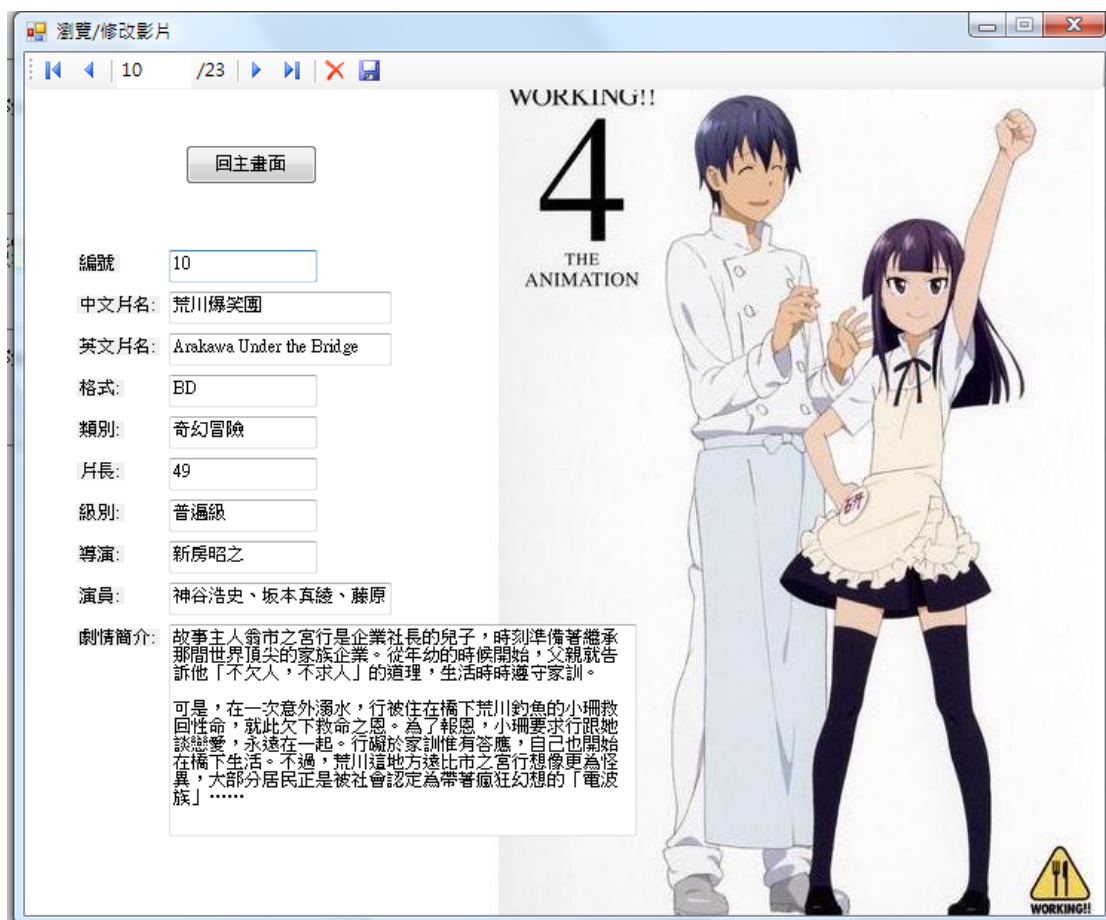 瀏覽/修改影片
10 /23
回主畫面
WORKING!!
4
THE
ANIMATION
編號 10
中文片名: 荒川爆笑團
英文片名: Arakawa Under the Bridge
格式: BD
類別: 奇幻冒險
片長: 49
級別: 普遍級
導演: 新房昭之
演員: 神谷浩史、坂本真綾、藤原
劇情簡介: 故事主人翁市之宮行是企業社長的兒子，時刻準備著繼承
那間世界頂尖的家族企業。從年幼的時候開始，父親就告
訴他「不欠人，不求人」的道理，生活時時遵守家訓。
可是，在一次意外溺水，行被住在橋下荒川釣魚的小珊救
回性命，就此欠下救命之恩。為了報恩，小珊要求行跟她
談戀愛，永遠在一起。行礙於家訓惟有答應，自己也開始
在橋下生活。不過，荒川這地方遠比市之宮行想像更為怪
異，大部分居民正是被社會認定為帶著瘋狂幻想的「電波
族」……
研
WORKING!!